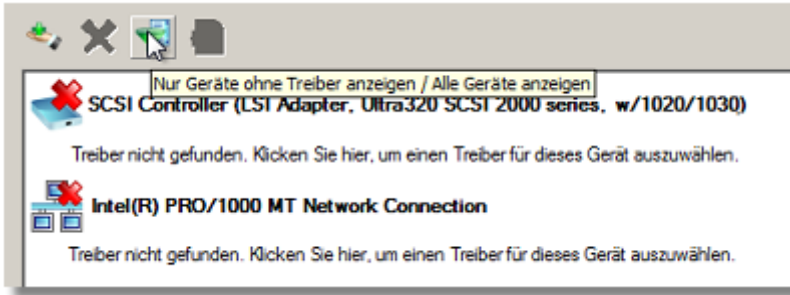 Nur Geräte ohne Treiber anzeigen / Alle Geräte anzeigen
SCSI Controller (LSI Adapter, Ultra320 SCSI 2000 series, w/1020/1030)
Treiber nicht gefunden. Klicken Sie hier, um einen Treiber für dieses Gerät auszuwählen.
Intel(R) PRO/1000 MT Network Connection
Treiber nicht gefunden. Klicken Sie hier, um einen Treiber für dieses Gerät auszuwählen.